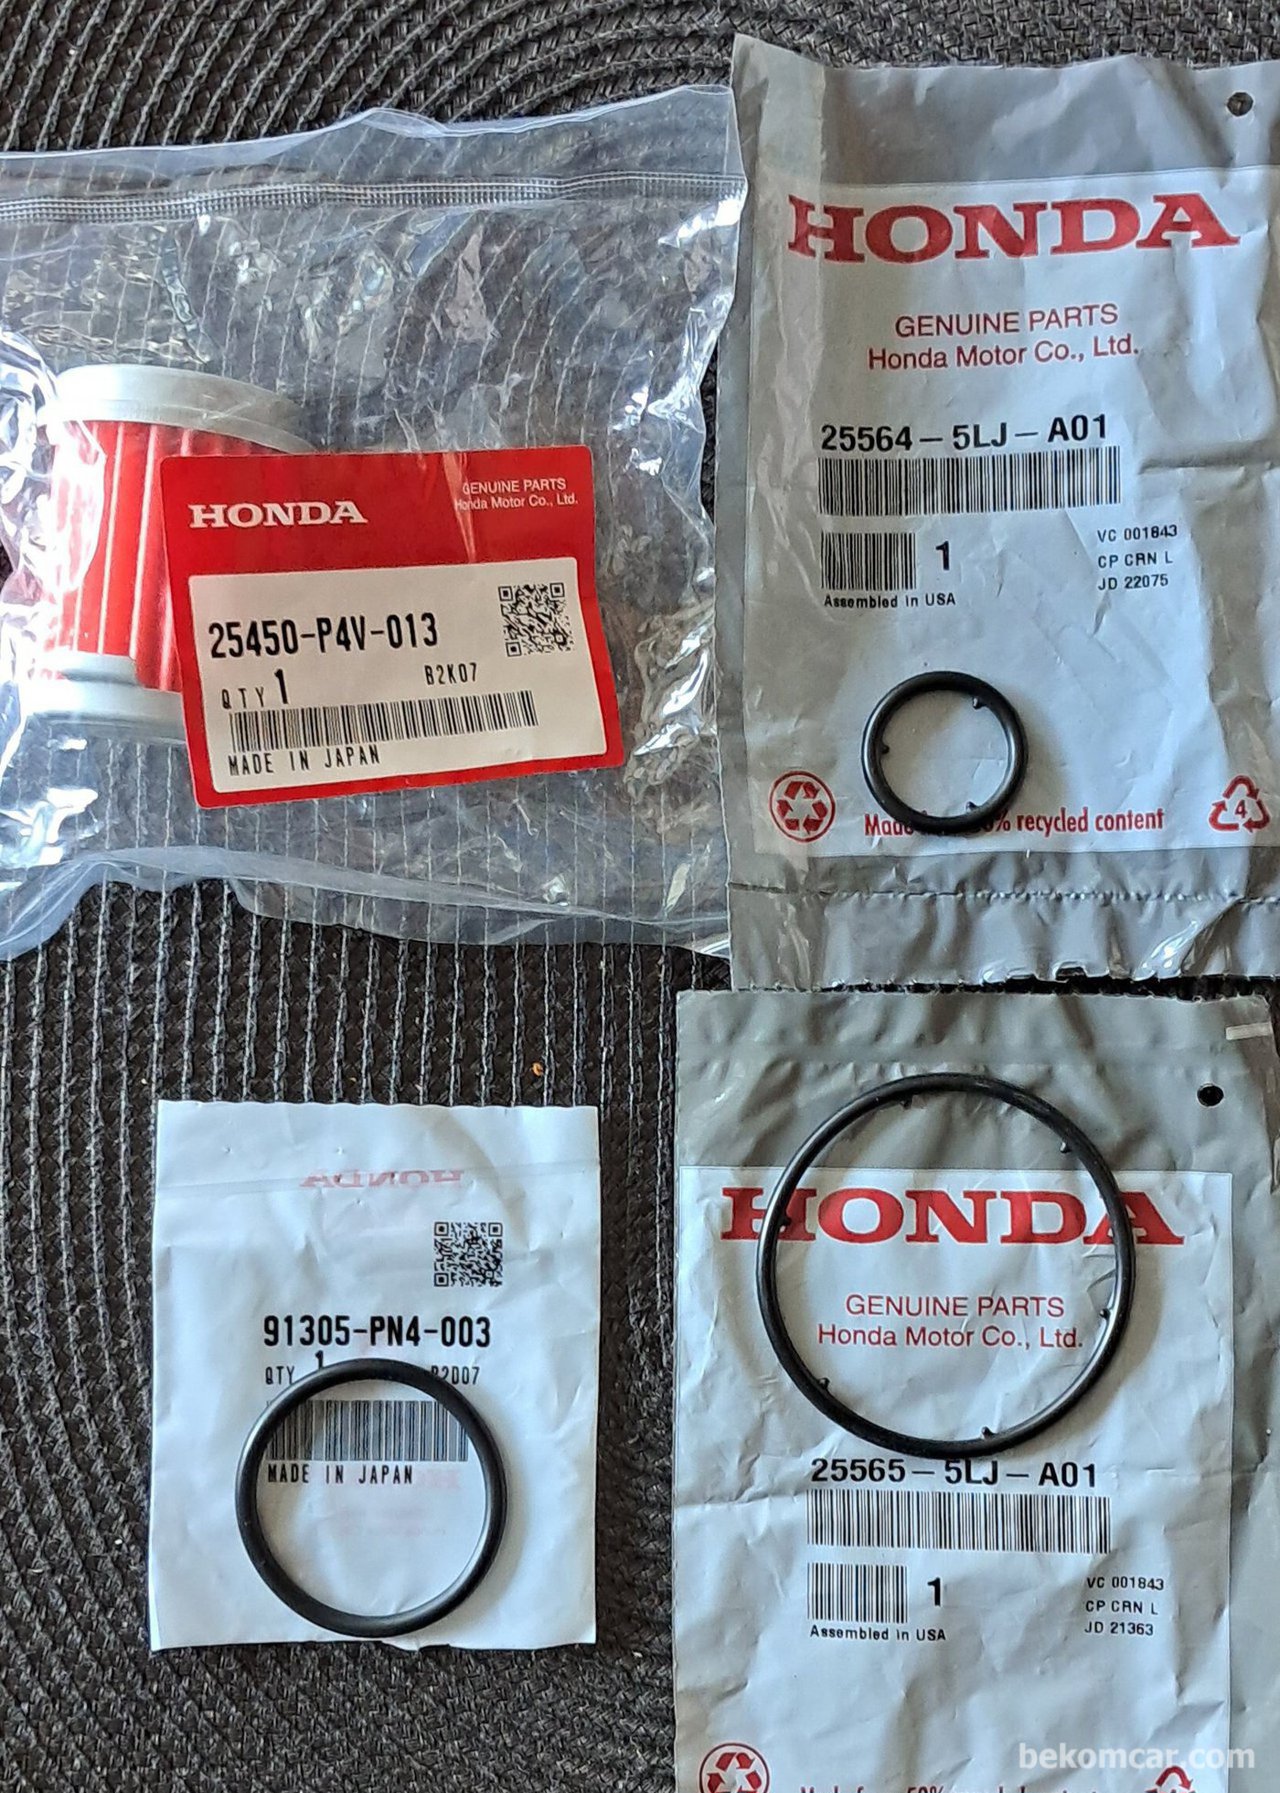 HONDA
GENUINE PARTS
Honda Motor Co., Ltd.
25450-P4V-013
QTY 1
B2K07
MADE IN JAPAN
HONDA
GENUINE PARTS
Honda Motor Co., Ltd.
25564-5LJ-A01
1
VC 001843
CP CRN L
JD 22075
Assembled in USA
recycled content
4
HONDA
91305-PN4-003
QTY 1
MADE IN JAPAN
HONDA
GENUINE PARTS
Honda Motor Co., Ltd.
25565-5LJ-A01
1
VC 001843
CP CRN L
JD 21363
Assembled in USA
bekomcar.com